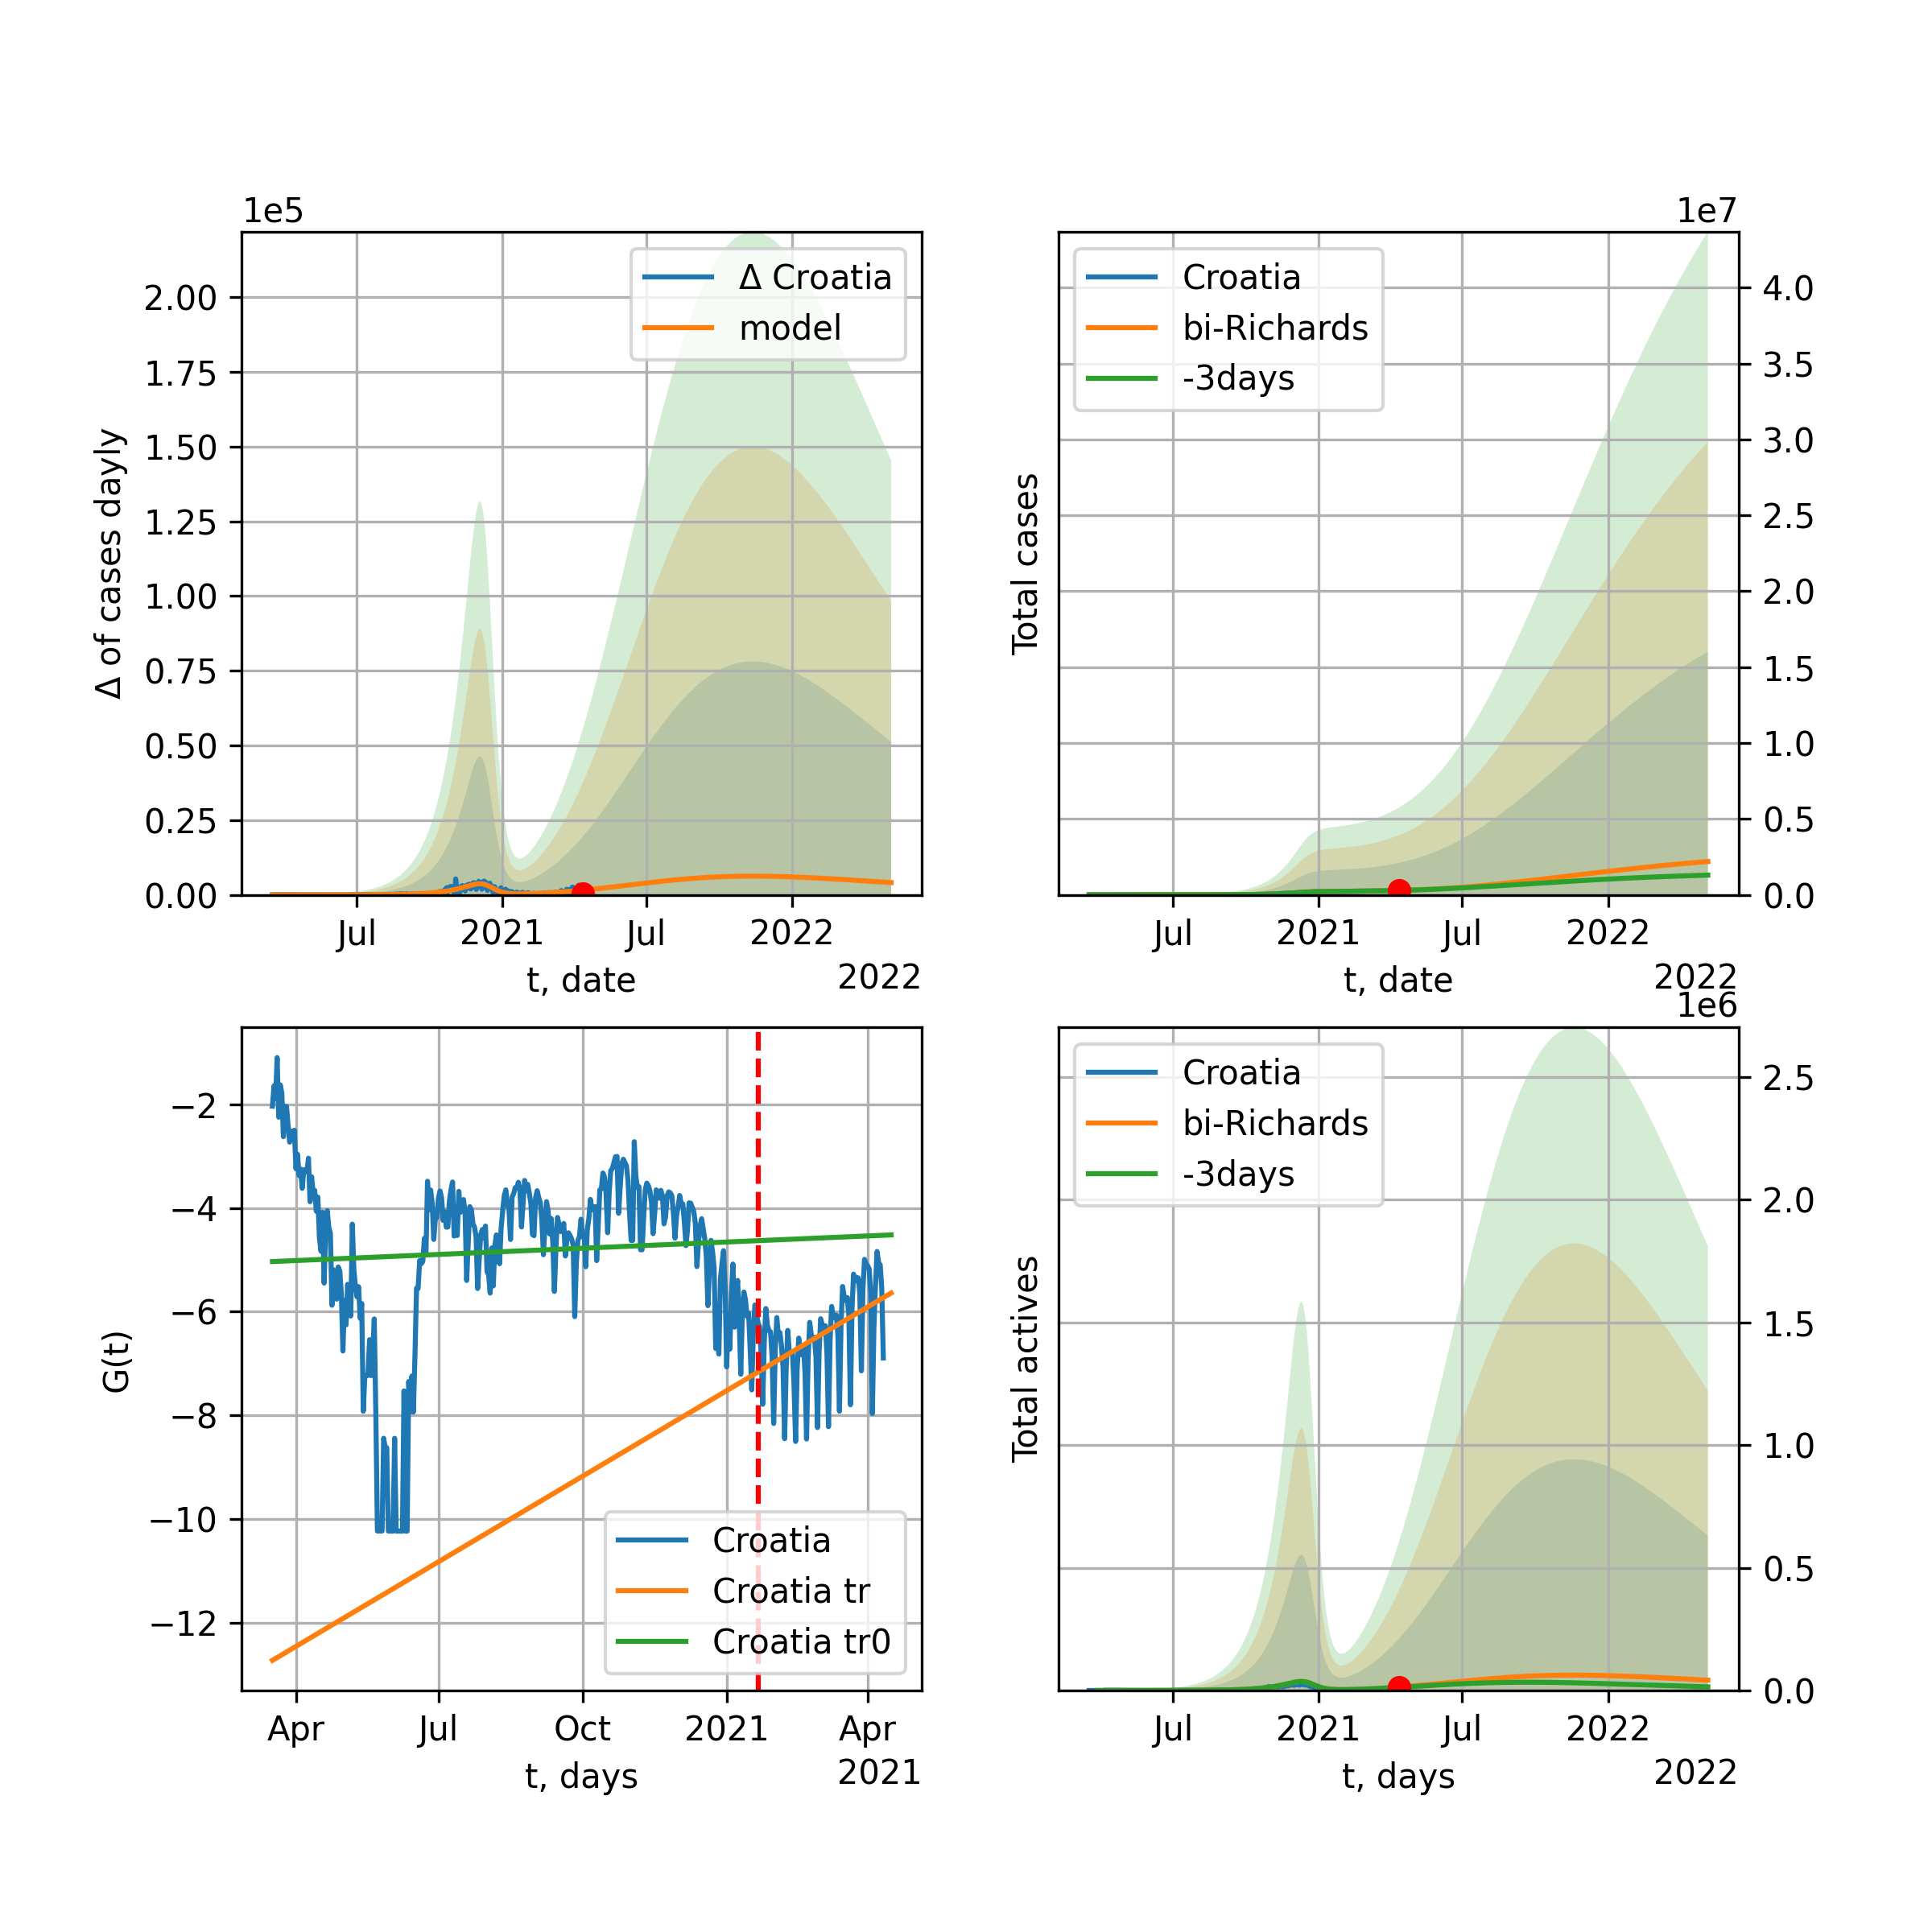 1e5
Δ of cases dayly
2.00
1.75
1.50
1.25
1.00
0.75
0.50
0.25
0.00
Δ Croatia
model
Jul 2021 Jul 2022
t, date
2022
1e7
Total cases
Croatia
bi-Richards
-3days
4.0
3.5
3.0
2.5
2.0
1.5
1.0
0.5
0.0
Jul 2021 Jul 2022
t, date
2022
G(t)
−2
−4
−6
−8
−10
−12
Croatia
Croatia tr
Croatia tr0
Apr Jul Oct 2021 Apr
t, days
2021
1e6
Total actives
Croatia
bi-Richards
-3days
2.5
2.0
1.5
1.0
0.5
0.0
Jul 2021 Jul 2022
t, days
2022